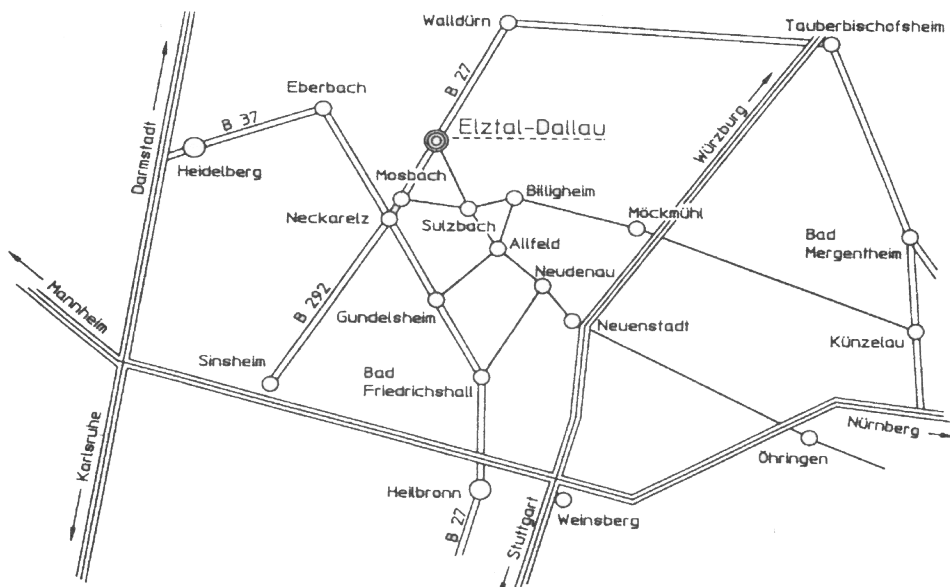 Walldürn
Tauberbischofsheim
B 27
Eberbach
B 37
Elztal-Dallau
Würzburg
Darmstadt
Heidelberg
Mosbach
Billigheim
Neckarelz
Sulzbach
Möckmühl
Allfeld
Bad
Mergentheim
Neudenau
Mannheim
B 292
Gundelsheim
Neuenstadt
Künzelau
Sinsheim
Bad
Friedrichshall
Karlsruhe
Nürnberg
Öhringen
Heilbronn
B 27
Stuttgart
Weinsberg